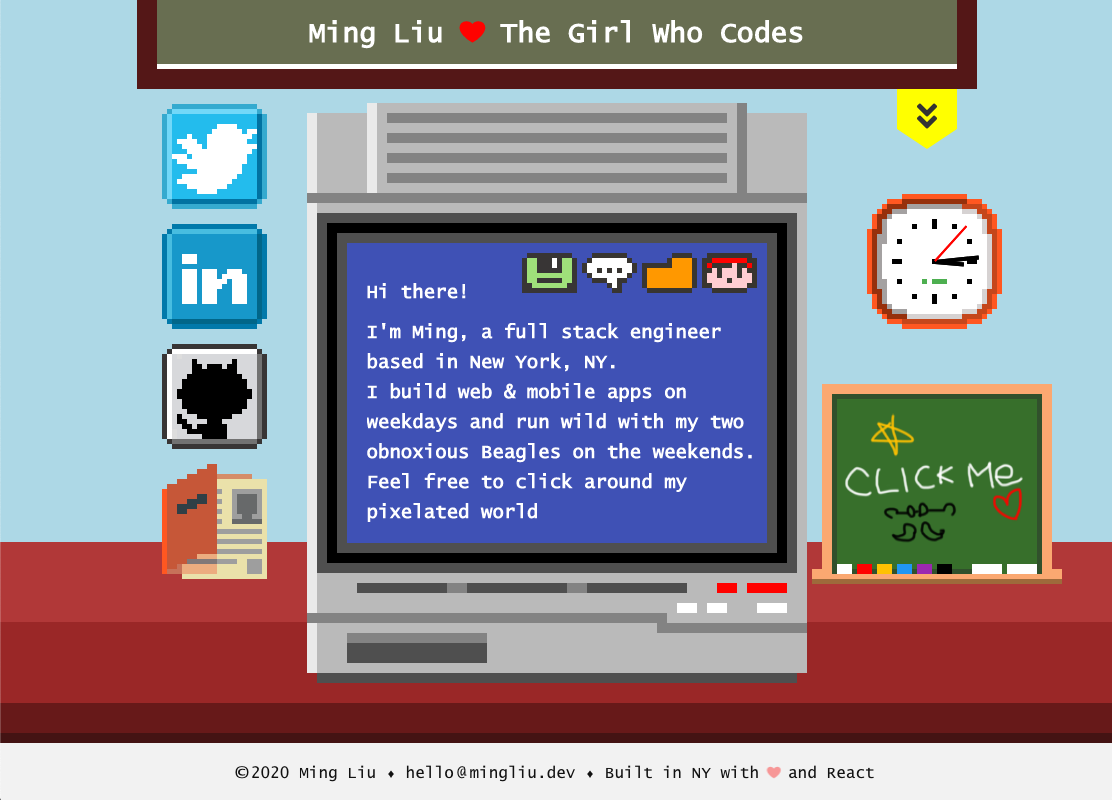 Ming Liu ❤ The Girl Who Codes
in
Hi there!
I'm Ming, a full stack engineer
based in New York, NY.
I build web & mobile apps on
weekdays and run wild with my two
obnoxious Beagles on the weekends.
Feel free to click around my
pixelated world
CLICK Me
©2020 Ming Liu ♦ hello@mingliu.dev ♦ Built in NY with ❤ and React